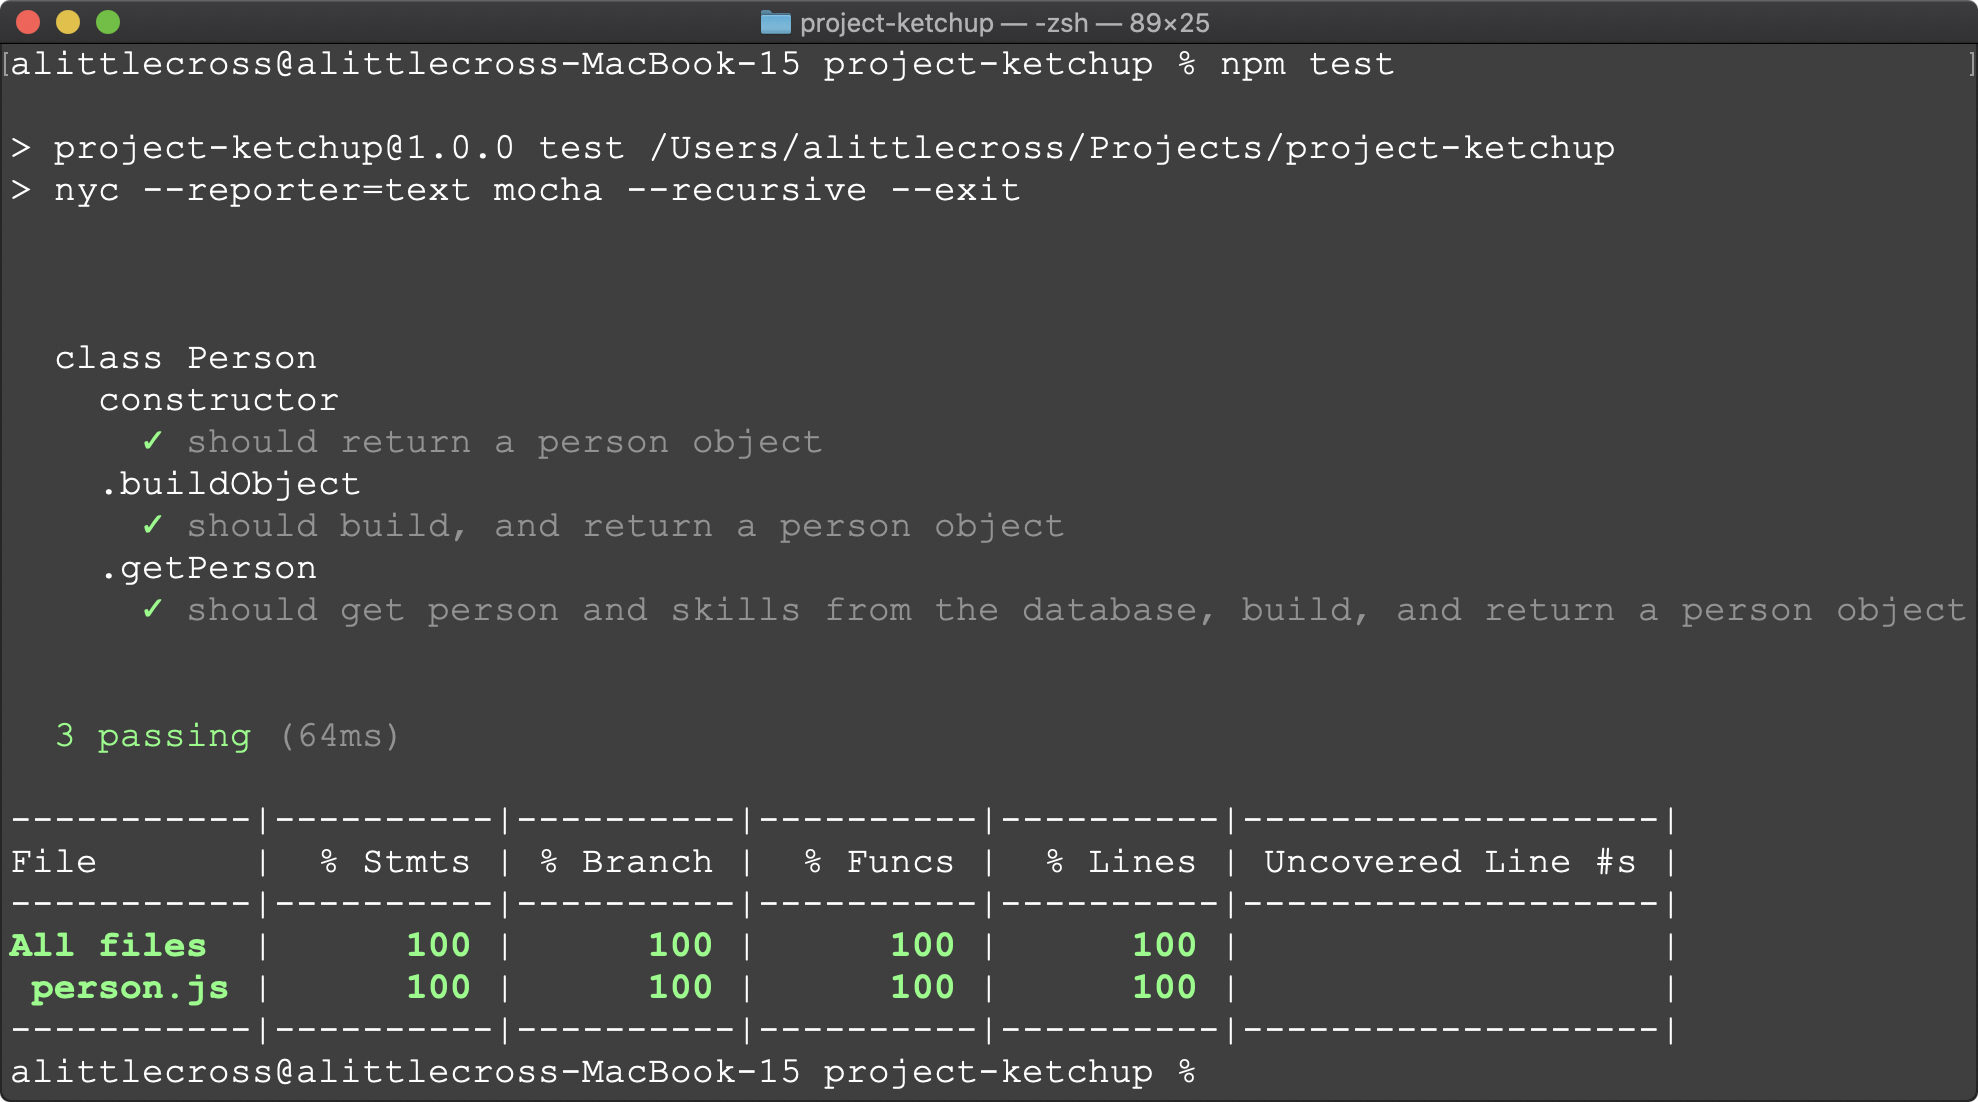 project-ketchup — -zsh — 89×25
[alittlecross@alittlecross-MacBook-15 project-ketchup % npm test ]
> project-ketchup@1.0.0 test /Users/alittlecross/Projects/project-ketchup
> nyc --reporter=text mocha --recursive --exit
  class Person
    constructor
      ✓ should return a person object
    .buildObject
      ✓ should build, and return a person object
    .getPerson
      ✓ should get person and skills from the database, build, and return a person object
  3 passing (64ms)
-----------|----------|----------|----------|----------|-------------------|
File       |  % Stmts | % Branch |  % Funcs |  % Lines | Uncovered Line #s |
-----------|----------|----------|----------|----------|-------------------|
All files  |      100 |      100 |      100 |      100 |                   |
 person.js |      100 |      100 |      100 |      100 |                   |
-----------|----------|----------|----------|----------|-------------------|
alittlecross@alittlecross-MacBook-15 project-ketchup %